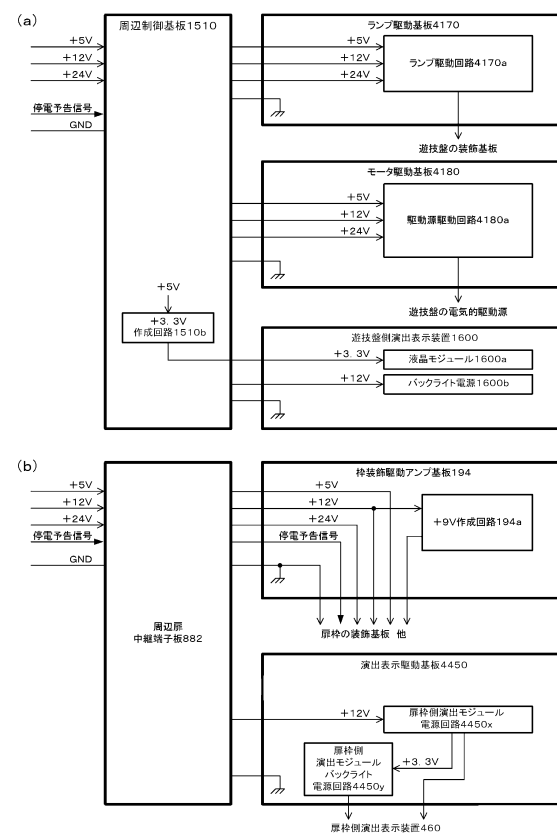 (a)
周辺制御基板1510
+5V
+12V
+24V
停電予告信号
GND
+5V
+3. 3V
作成回路1510b
ランプ駆動基板4170
+5V
+12V
+24V
ランプ駆動回路4170a
遊技盤の装飾基板
モータ駆動基板4180
+5V
+12V
+24V
駆動源駆動回路4180a
遊技盤の電気的駆動源
遊技盤側演出表示装置1600
+3. 3V
液晶モジュール1600a
+12V
バックライト電源1600b
(b)
+5V
+12V
+24V
停電予告信号
GND
周辺扉
中継端子板882
枠装飾駆動アンプ基板194
+5V
+12V
+24V
停電予告信号
+9V作成回路194a
扉枠の装飾基板 他
演出表示駆動基板4450
+12V
扉枠側演出モジュール
電源回路4450x
+3. 3V
扉枠側
演出モジュール
バックライト
電源回路4450y
扉枠側演出表示装置460